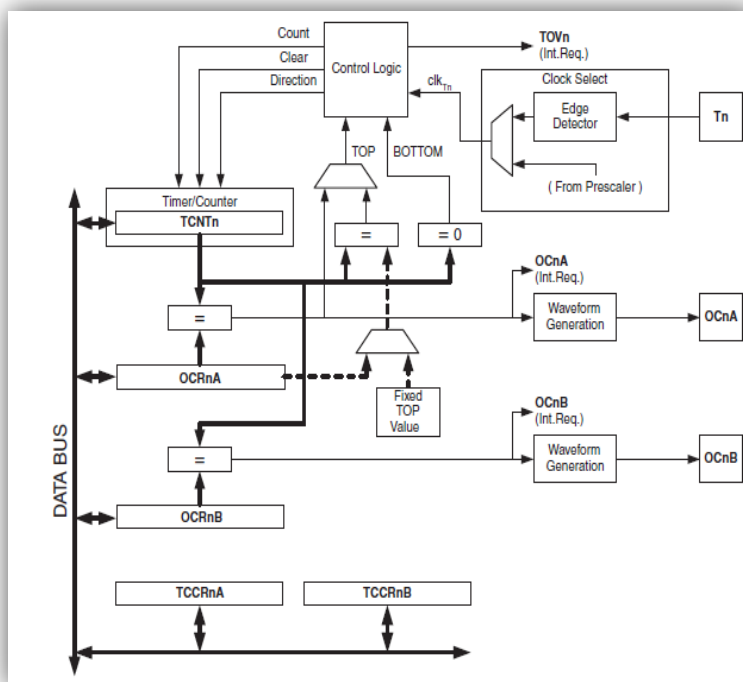 Count
Clear
Direction
Control Logic
TOVn
(Int.Req.)
clkTn
Clock Select
Edge
Detector
Tn
( From Prescaler )
TOP
BOTTOM
Timer/Counter
TCNTn
=
= 0
OCnA
(Int.Req.)
=
Waveform
Generation
OCnA
OCRnA
Fixed
TOP
Value
OCnB
(Int.Req.)
=
Waveform
Generation
OCnB
OCRnB
DATA BUS
TCCRnA
TCCRnB